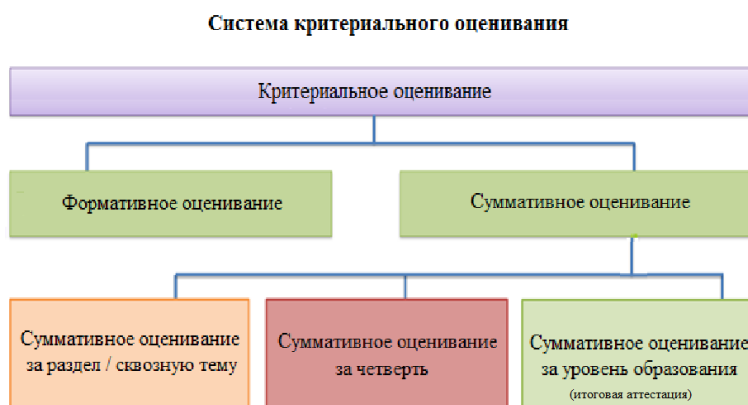 Система критериального оценивания
Критериальное оценивание
Формативное оценивание
Суммативное оценивание
Суммативное оценивание
за раздел / сквозную тему
Суммативное оценивание
за четверть
Суммативное оценивание
за уровень образования
(итоговая аттестация)